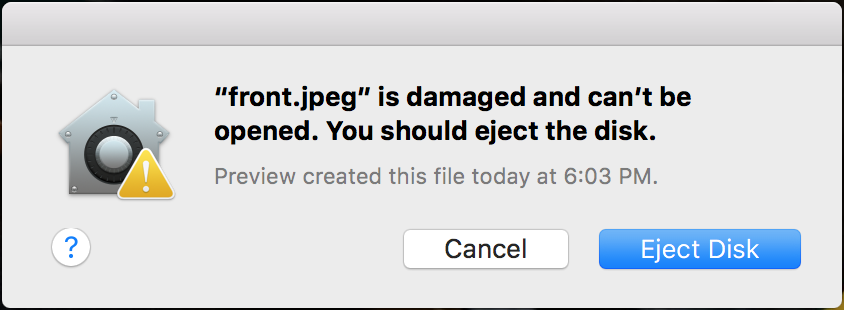 “front.jpeg” is damaged and can‘t be
opened. You should eject the disk.
Preview created this file today at 6:03 PM.
?
Cancel
Eject Disk